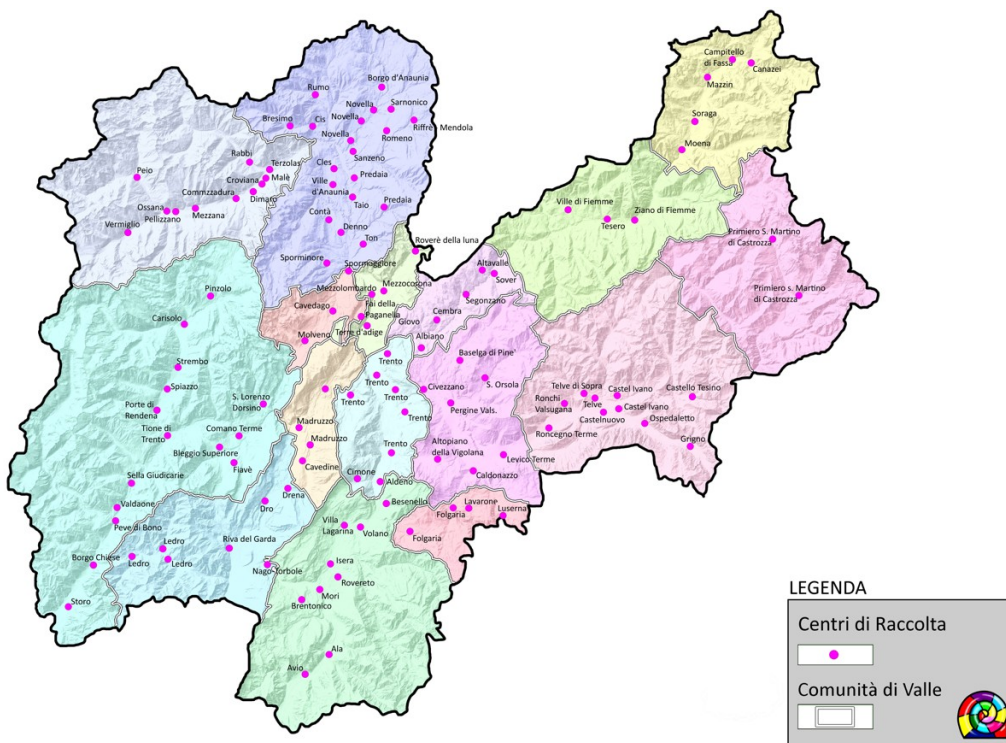 Campitello
di Fassa
Canazei
Mazzin
Soraga
Moena
Borgo d'Anaunia
Rumo
Novella
Sarnonico
Novella
Bresimo
Cis
Riffrè Mendola
Romeno
Novella
Sanzeno
Rabbi
Terzolas
Cles
Peio
Croviana
Malè
Predaia
Ville
d'Anaunia
Commzzadura
Dimaro
Taio
Predaia
Ossana
Pellizzano
Mezzana
Vermiglio
Contà
Denno
Ton
Ville di Fiemme
Tesero
Ziano di Fiemme
Primiero S. Martino
di Castrozza
Roverè della luna
Sporminore
Spormaggiore
Altavalle
Sover
Mezzolombardo
Mezzocosona
Segonzano
Primiero s. Martino
di Castrozza
Pinzolo
Cavedago
Fai della
Paganella
Cembra
Giovo
Carisolo
Terre d'adige
Molveno
Albiano
Trento
Baselga di Pine'
Strembo
Trento
S. Orsola
Spiazzo
Trento
Civezzano
Telve di Sopra
Castel Ivano
Castello Tesino
S. Lorenzo
Dorsino
Trento
Pergine Vals.
Ronchi
Valsugana
Telve
Castel Ivano
Porte di
Rendena
Trento
Castelnuovo
Ospedaletto
Madruzzo
Roncegno Terme
Tione di
Trento
Comano Terme
Madruzzo
Trento
Altopiano
della Vigolana
Grigno
Bleggio Superiore
Levico Terme
Fiavè
Cavedine
Cimone
Caldonazzo
Sella Giudicarie
Aldeno
Drena
Valdaone
Dro
Besenello
Folgaria
Lavarone
Luserna
Peve di Bono
Villa
Lagarina
Volano
Folgaria
Ledro
Riva del Garda
Borgo Chiese
Ledro
Ledro
Nago-Torbole
Isera
Rovereto
Mori
Brentonico
Storo
Ala
Avio
LEGENDA
Centri di Raccolta
Comunità di Valle